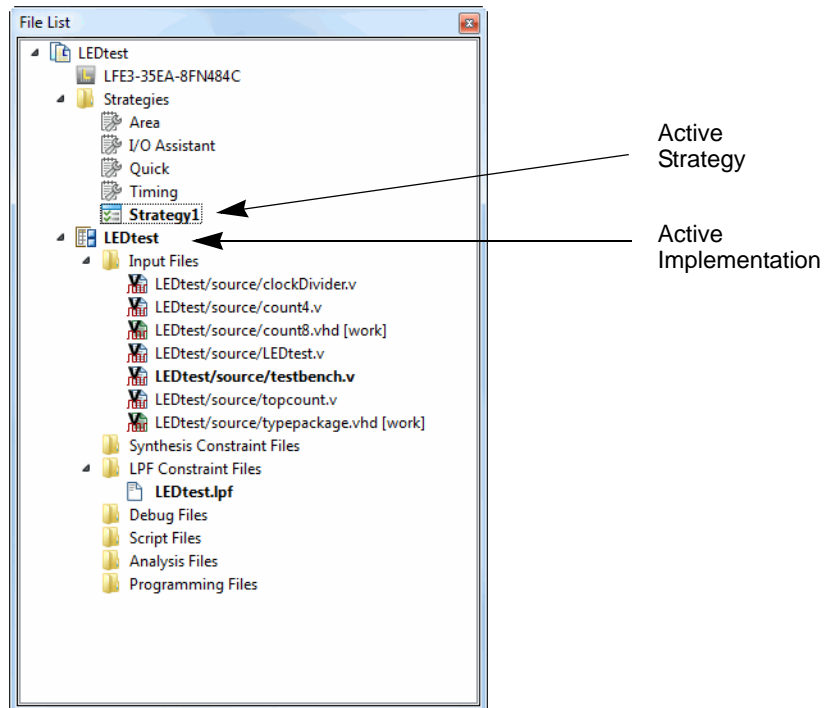 File List
LEDtest
LFE3-35EA-8FN484C
Strategies
Area
I/O Assistant
Quick
Timing
Strategy1
LEDtest
Input Files
LEDtest/source/clockDivider.v
LEDtest/source/count4.v
LEDtest/source/count8.vhd [work]
LEDtest/source/LEDtest.v
LEDtest/source/testbench.v
LEDtest/source/topcount.v
LEDtest/source/typepackage.vhd [work]
Synthesis Constraint Files
LPF Constraint Files
LEDtest.lpf
Debug Files
Script Files
Analysis Files
Programming Files
Active
Strategy
Active
Implementation